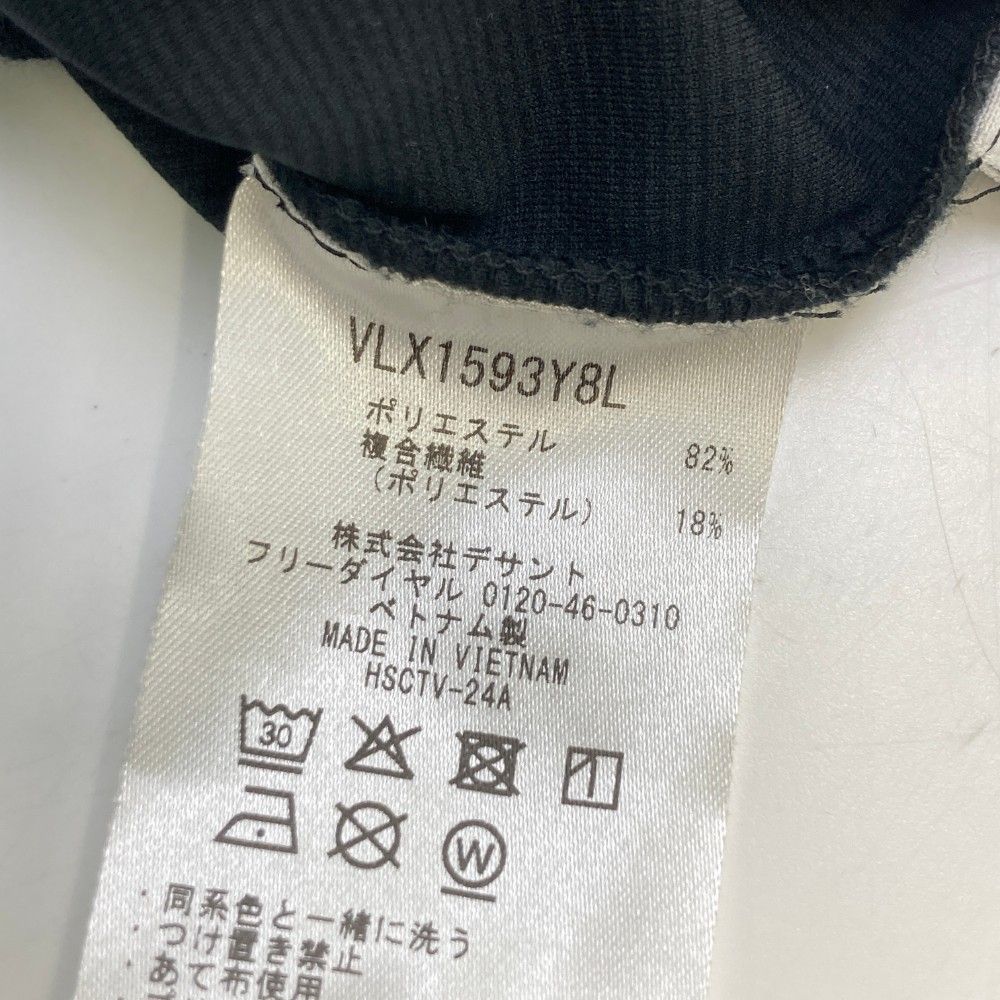 VLX1593Y8L
ポリエステル 82%
複合繊維
(ポリエステル) 18%
株式会社デサント
フリーダイヤル 0120-46-0310
ベトナム製
MADE IN VIETNAM
HSCTV-24A
30
W
・同系色と一緒に洗う
・つけ置き禁止
・あて布使用